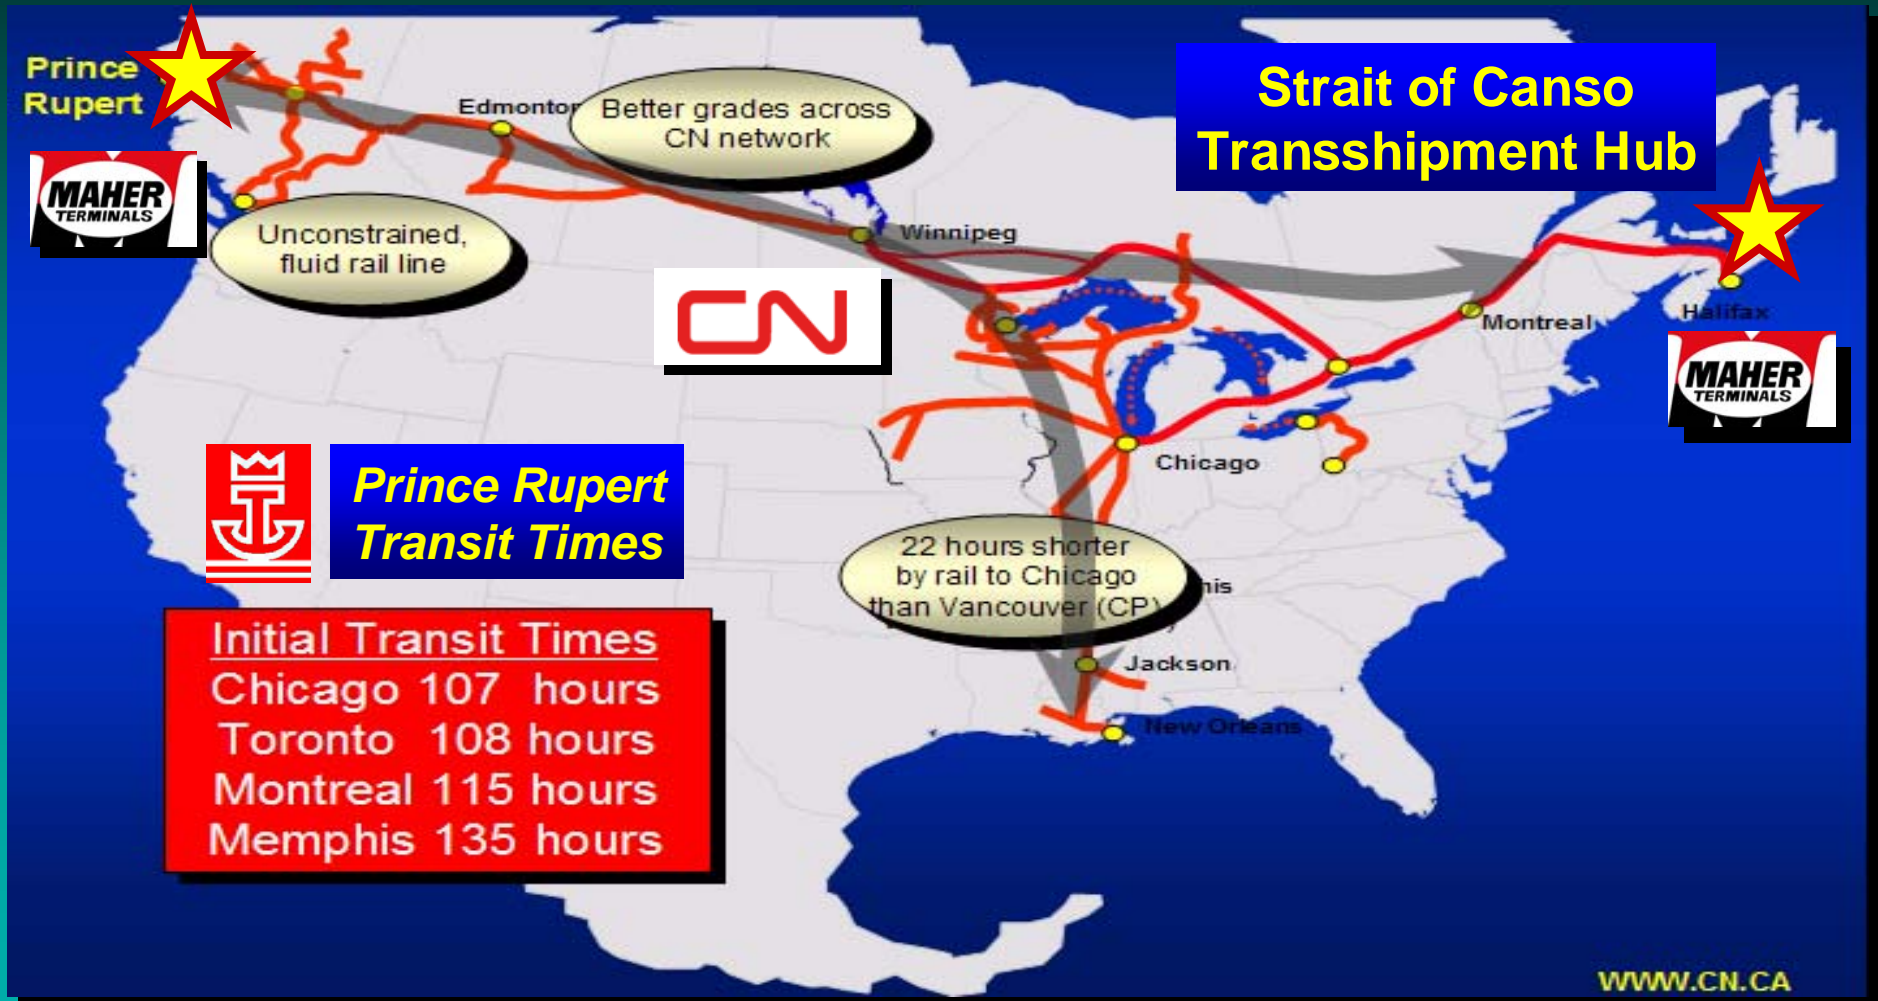 Prince
Rupert
MAHER
TERMINALS
Edmonton
Better grades across
CN network
Strait of Canso
Transshipment Hub
Unconstrained,
fluid rail line
Winnipeg
CN
Montreal
Halifax
MAHER
TERMINALS
Chicago
Prince Rupert
Transit Times
22 hours shorter
by rail to Chicago
than Vancouver (CP)
Jackson
New Orleans
Initial Transit Times
Chicago 107 hours
Toronto 108 hours
Montreal 115 hours
Memphis 135 hours
WWW.CN.CA